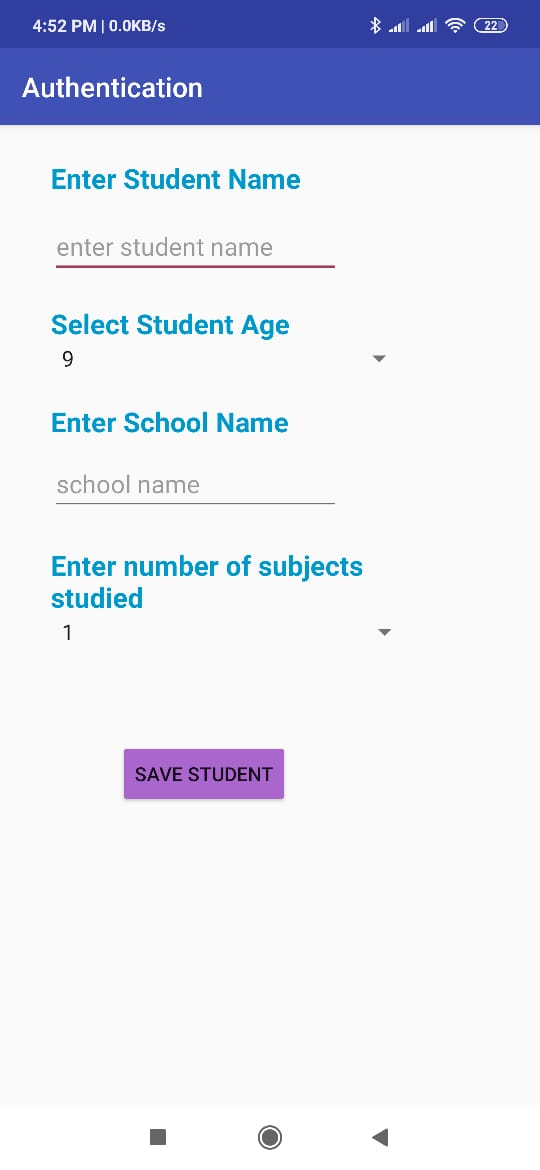 4:52 PM | 0.0KB/s
22
Authentication
Enter Student Name
enter student name
Select Student Age
9
Enter School Name
school name
Enter number of subjects
studied
1
SAVE STUDENT